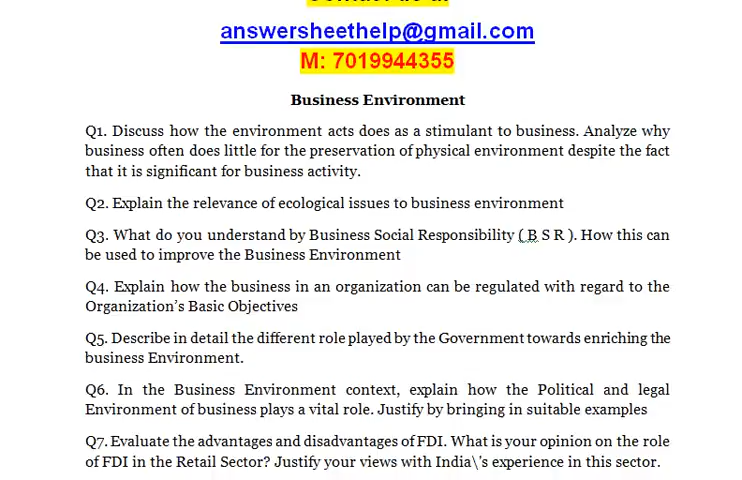 answersheethelp@gmail.com
M: 7019944355
Business Environment
Q1. Discuss how the environment acts does as a stimulant to business. Analyze why
business often does little for the preservation of physical environment despite the fact
that it is significant for business activity.
Q2. Explain the relevance of ecological issues to business environment
Q3. What do you understand by Business Social Responsibility ( B S R ). How this can
be used to improve the Business Environment
Q4. Explain how the business in an organization can be regulated with regard to the
Organization's Basic Objectives
Q5. Describe in detail the different role played by the Government towards enriching the
business Environment.
Q6. In the Business Environment context, explain how the Political and legal
Environment of business plays a vital role. Justify by bringing in suitable examples
Q7. Evaluate the advantages and disadvantages of FDI. What is your opinion on the role
of FDI in the Retail Sector? Justify your views with India\'s experience in this sector.